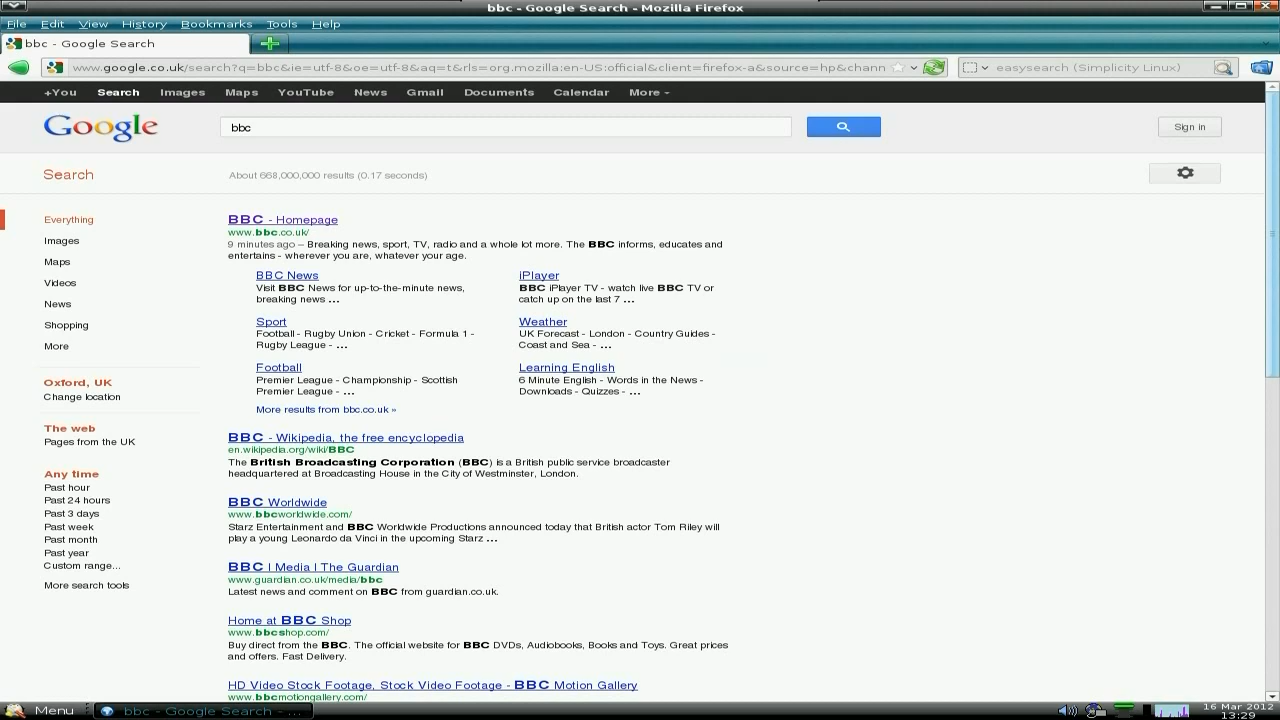 bbc - Google Search - Mozilla Firefox
File Edit View History Bookmarks Tools Help
bbc - Google Search
www.google.co.uk/search?q=bbc&ie=utf-8&oe=utf-8&aq=t&rls=org.mozilla:en-US:official&client=firefox-a&source=hp&chann
easysearch (Simplicity Linux)
+You Search Images Maps YouTube News Gmail Documents Calendar More
Google
bbc
Sign in
Search
About 668,000,000 results (0.17 seconds)
Everything
Images
Maps
Videos
News
Shopping
More
Oxford, UK
Change location
The web
Pages from the UK
Any time
Past hour
Past 24 hours
Past 3 days
Past week
Past month
Past year
Custom range...
More search tools
BBC - Homepage
www.bbc.co.uk/
9 minutes ago – Breaking news, sport, TV, radio and a whole lot more. The BBC informs, educates and
entertains - wherever you are, whatever your age.
BBC News
Visit BBC News for up-to-the-minute news,
breaking news ...
iPlayer
BBC iPlayer TV - watch live BBC TV or
catch up on the last 7 ...
Sport
Football - Rugby Union - Cricket - Formula 1 -
Rugby League - ...
Weather
UK Forecast - London - Country Guides -
Coast and Sea - ...
Football
Premier League - Championship - Scottish
Premier League - ...
Learning English
6 Minute English - Words in the News -
Downloads - Quizzes - ...
More results from bbc.co.uk »
BBC - Wikipedia, the free encyclopedia
en.wikipedia.org/wiki/BBC
The British Broadcasting Corporation (BBC) is a British public service broadcaster
headquartered at Broadcasting House in the City of Westminster, London.
BBC Worldwide
www.bbcworldwide.com/
Starz Entertainment and BBC Worldwide Productions announced today that British actor Tom Riley will
play a young Leonardo da Vinci in the upcoming Starz ...
BBC | Media | The Guardian
www.guardian.co.uk/media/bbc
Latest news and comment on BBC from guardian.co.uk.
Home at BBC Shop
www.bbcshop.com/
Buy direct from the BBC. The official website for BBC DVDs, Audiobooks, Books and Toys. Great prices
and offers. Fast Delivery.
HD Video Stock Footage, Stock Video Footage - BBC Motion Gallery
www.bbcmotiongallery.com/
Menu
bbc - Google Search - ...
16 Mar 2012
13:29